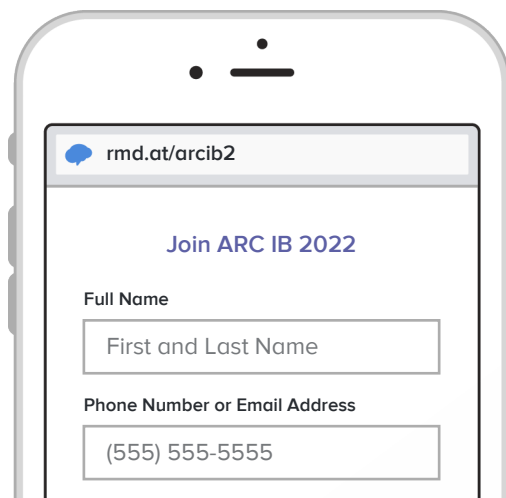 rmd.at/arcib2
Join ARC IB 2022
Full Name
First and Last Name
Phone Number or Email Address
(555) 555-5555